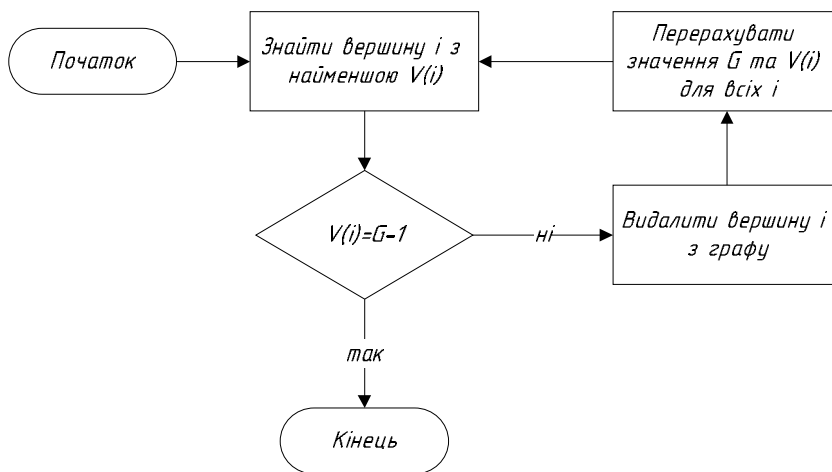 Початок
Знайти вершину i з
найменшою V(i)
Перерахувати
значення G та V(i)
для всіх i
V(i)=G-1
ні
Видалити вершину i
з графу
так
Кінець